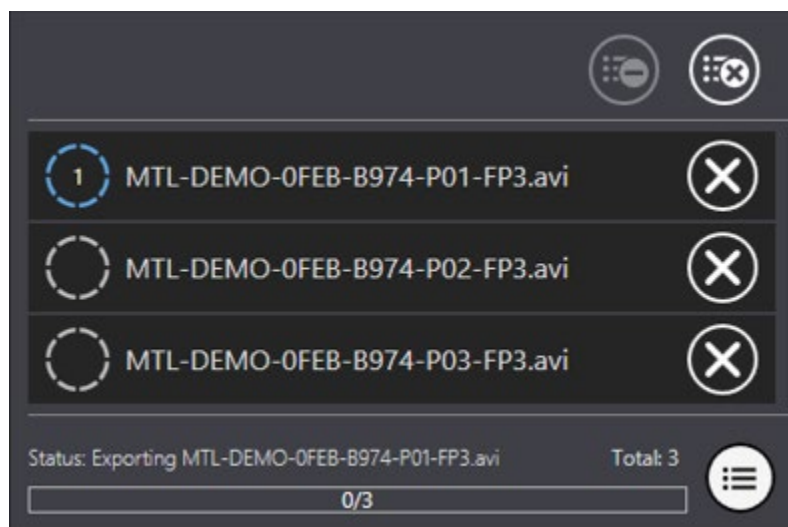 1 MTL-DEMO-0FEB-B974-P01-FP3.avi
MTL-DEMO-0FEB-B974-P02-FP3.avi
MTL-DEMO-0FEB-B974-P03-FP3.avi
Status: Exporting MTL-DEMO-0FEB-B974-P01-FP3.avi Total: 3
0/3